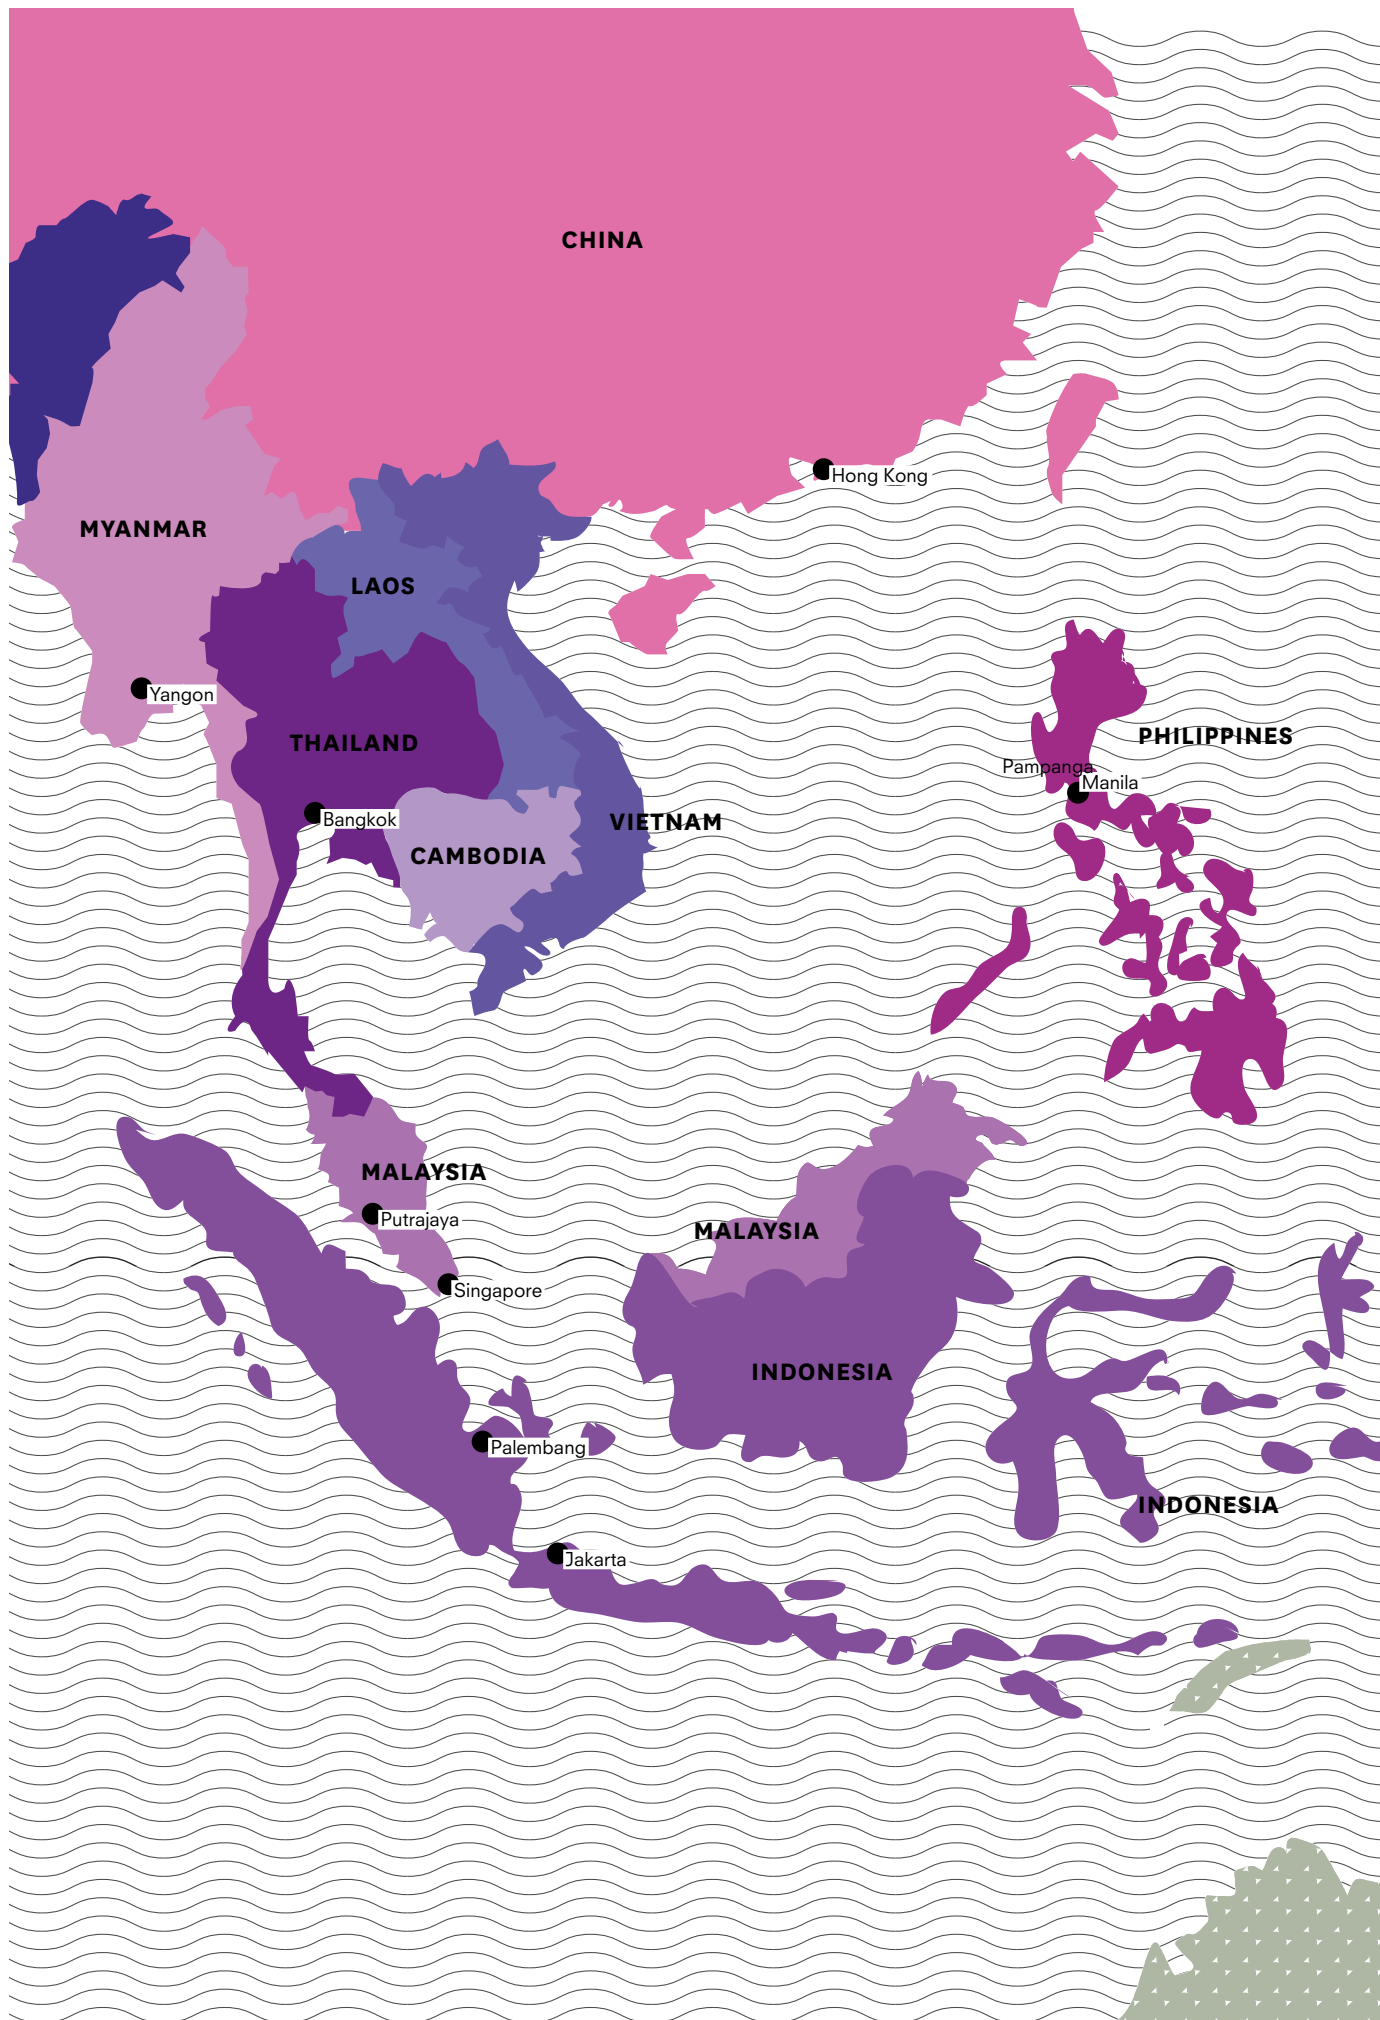 CHINA
Hong Kong
MYANMAR
LAOS
Yangon
PHILIPPINES
THAILAND
Pampanga
Manila
Bangkok
VIETNAM
CAMBODIA
MALAYSIA
Putrajaya
MALAYSIA
Singapore
INDONESIA
Palembang
INDONESIA
Jakarta